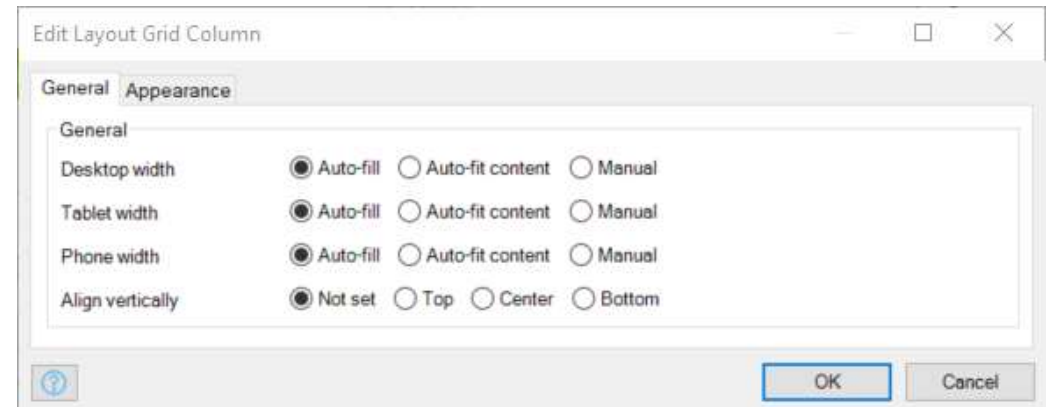 Edit Layout Grid Column
General Appearance
General
Desktop width Auto-fill Auto-fit content Manual
Tablet width Auto-fill Auto-fit content Manual
Phone width Auto-fill Auto-fit content Manual
Align vertically Not set Top Center Bottom
? OK Cancel